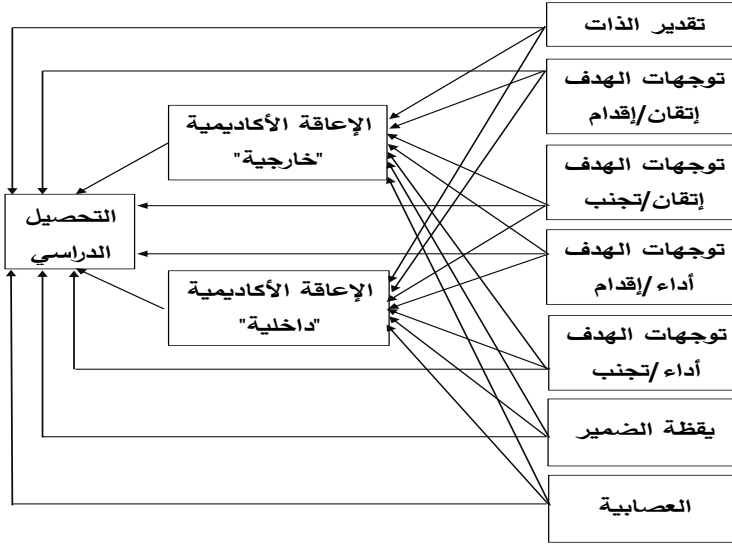 تقدير الذات
توجهات الهدف
إتقان/إقدام
توجهات الهدف
إتقان/تجنب
توجهات الهدف
أداء/إقدام
توجهات الهدف
أداء/تجنب
يقظة الضمير
العصابية
الإعاقة الأكاديمية
"خارجية"
الإعاقة الأكاديمية
"داخلية"
التحصيل
الدراسي